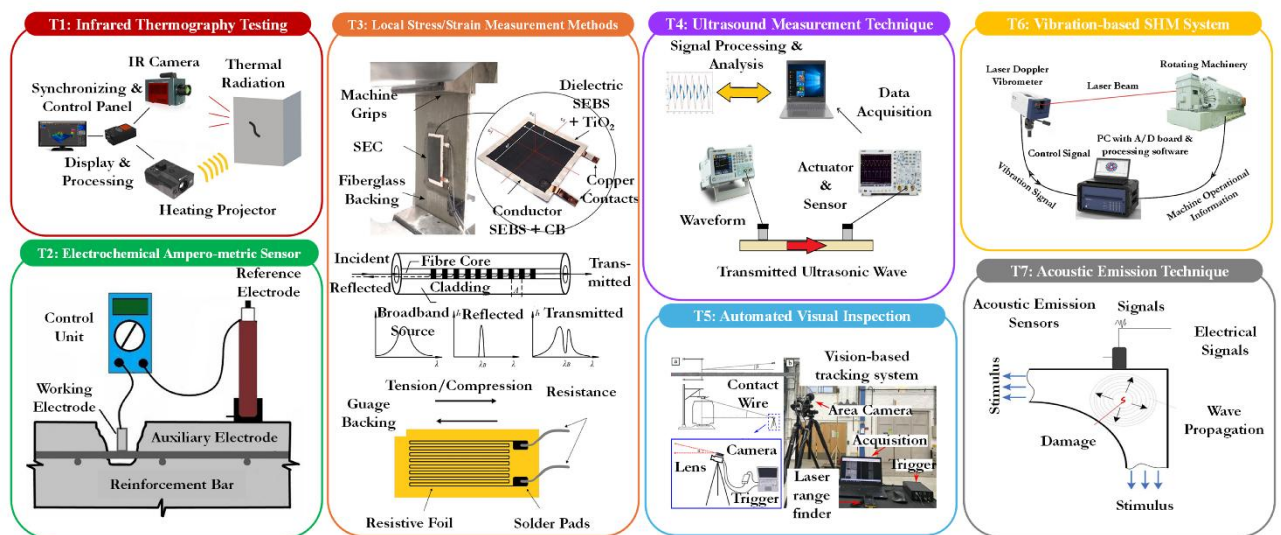 T1: Infrared Thermography Testing
IR Camera
Thermal
Radiation
Synchronizing
& Control Panel
Display &
Processing
Heating Projector
T2: Electrochemical Ampero-metric Sensor
Reference
Electrode
Control
Unit
Working
Electrode
Auxiliary Electrode
Reinforcement Bar
T3: Local Stress/Strain Measurement Methods
Machine
Grips
SEC
Fiberglass
Backing
Dielectric
SEBS
+ TiO2
Copper
Contacts
Conductor
SEBS + CB
Incident
Reflected
Fibre Core
Cladding
Trans-
mitted
Λ
Broadband
Source
Reflected
Transmitted
λ
λB
λ
λB
λ
Tension/Compression
Resistance
Guage
Backing
Resistive Foil
Solder Pads
T4: Ultrasound Measurement Technique
Signal Processing &
Analysis
Data
Acquisition
Actuator
&
Sensor
Waveform
Transmitted Ultrasonic Wave
T5: Automated Visual Inspection
a
b
Vision-based
tracking system
Contact
Wire
Area Camera
Camera
Lens
Trigger
Acquisition
Trigger
Laser
range
finder
T6: Vibration-based SHM System
Laser Doppler
Vibrometer
Rotating Machinery
Laser Beam
PC with A/D board &
processing software
Control Signal
Vibration Signal
Machine Operational
Information
T7: Acoustic Emission Technique
Acoustic Emission
Sensors
Signals
Electrical
Signals
Stimulus
Wave
Propagation
Damage
Stimulus